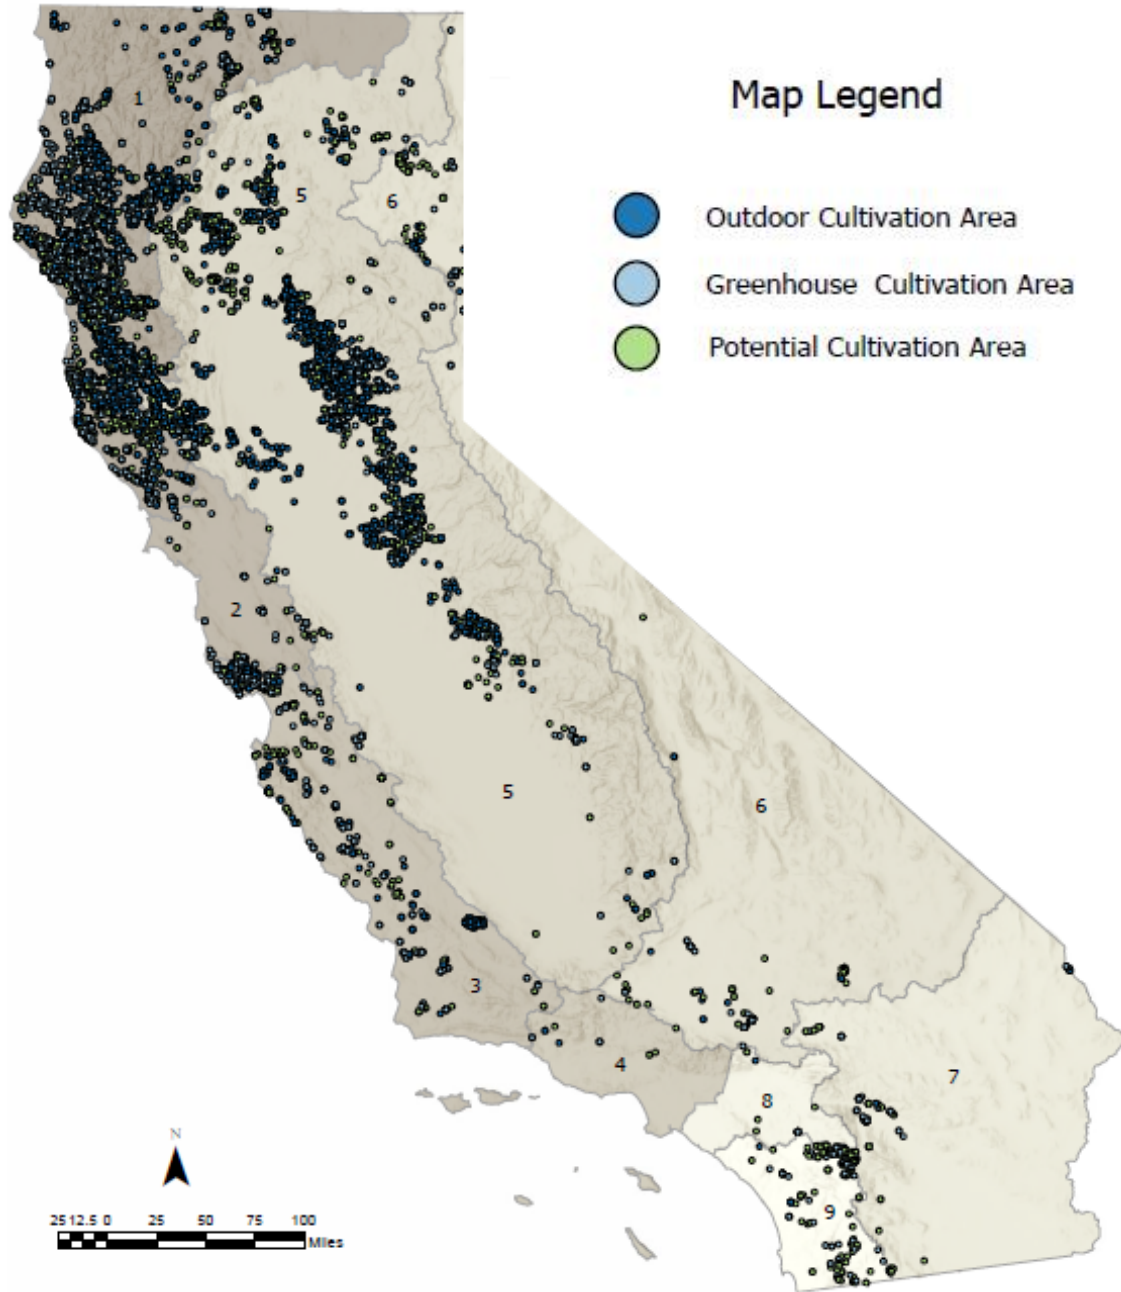 Map Legend
1
5
6
Outdoor Cultivation Area
Greenhouse Cultivation Area
Potential Cultivation Area
2
5
6
3
4
7
8
9
N
25 12.5 0 25 50 75 100
Miles